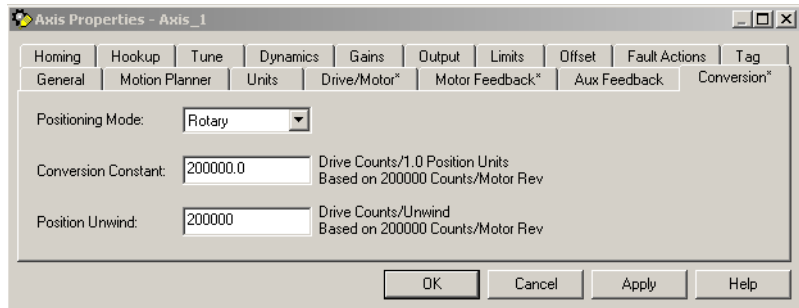 Axis Properties - Axis_1
Homing Hookup Tune Dynamics Gains Output Limits Offset Fault Actions Tag
General Motion Planner Units Drive/Motor* Motor Feedback* Aux Feedback Conversion*
Positioning Mode: Rotary
Conversion Constant: 200000.0 Drive Counts/1.0 Position Units
Based on 200000 Counts/Motor Rev
Position Unwind: 200000 Drive Counts/Unwind
Based on 200000 Counts/Motor Rev
OK Cancel Apply Help